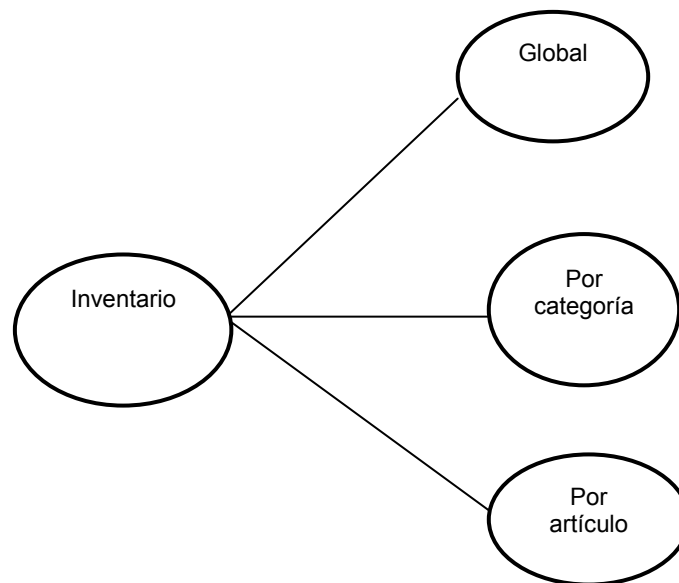 Global
Inventario
Por
categoría
Por
artículo